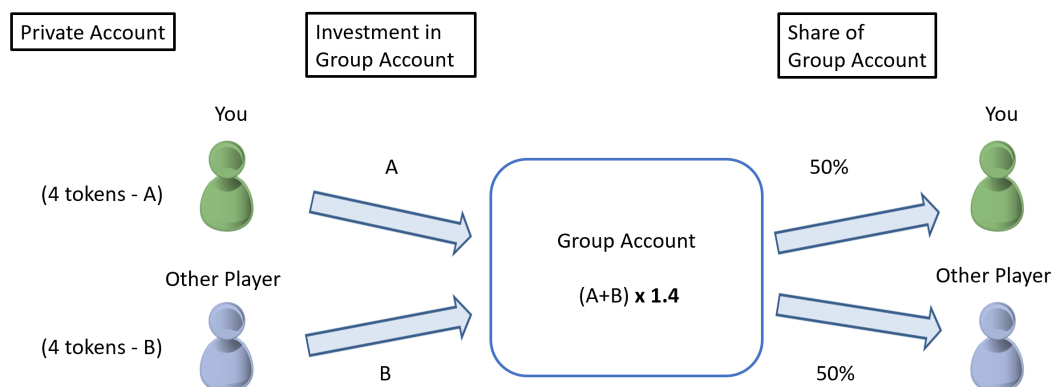 Private Account
Investment in
Group Account
Share of
Group Account
You
You
A
50%
(4 tokens - A)
Group Account
Other Player
Other Player
(A+B) x 1.4
(4 tokens - B)
B
50%